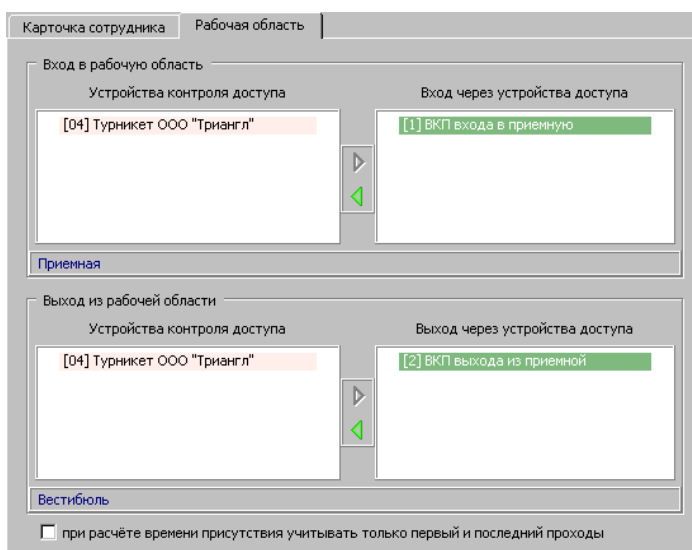 Карточка сотрудника
Рабочая область
Вход в рабочую область
Устройства контроля доступа
Вход через устройства доступа
[04] Турникет ООО "Триангл"
[1] ВКП входа в приемную
Приемная
Выход из рабочей области
Устройства контроля доступа
Выход через устройства доступа
[04] Турникет ООО "Триангл"
[2] ВКП выхода из приемной
Вестибюль
при расчёте времени присутствия учитывать только первый и последний проходы